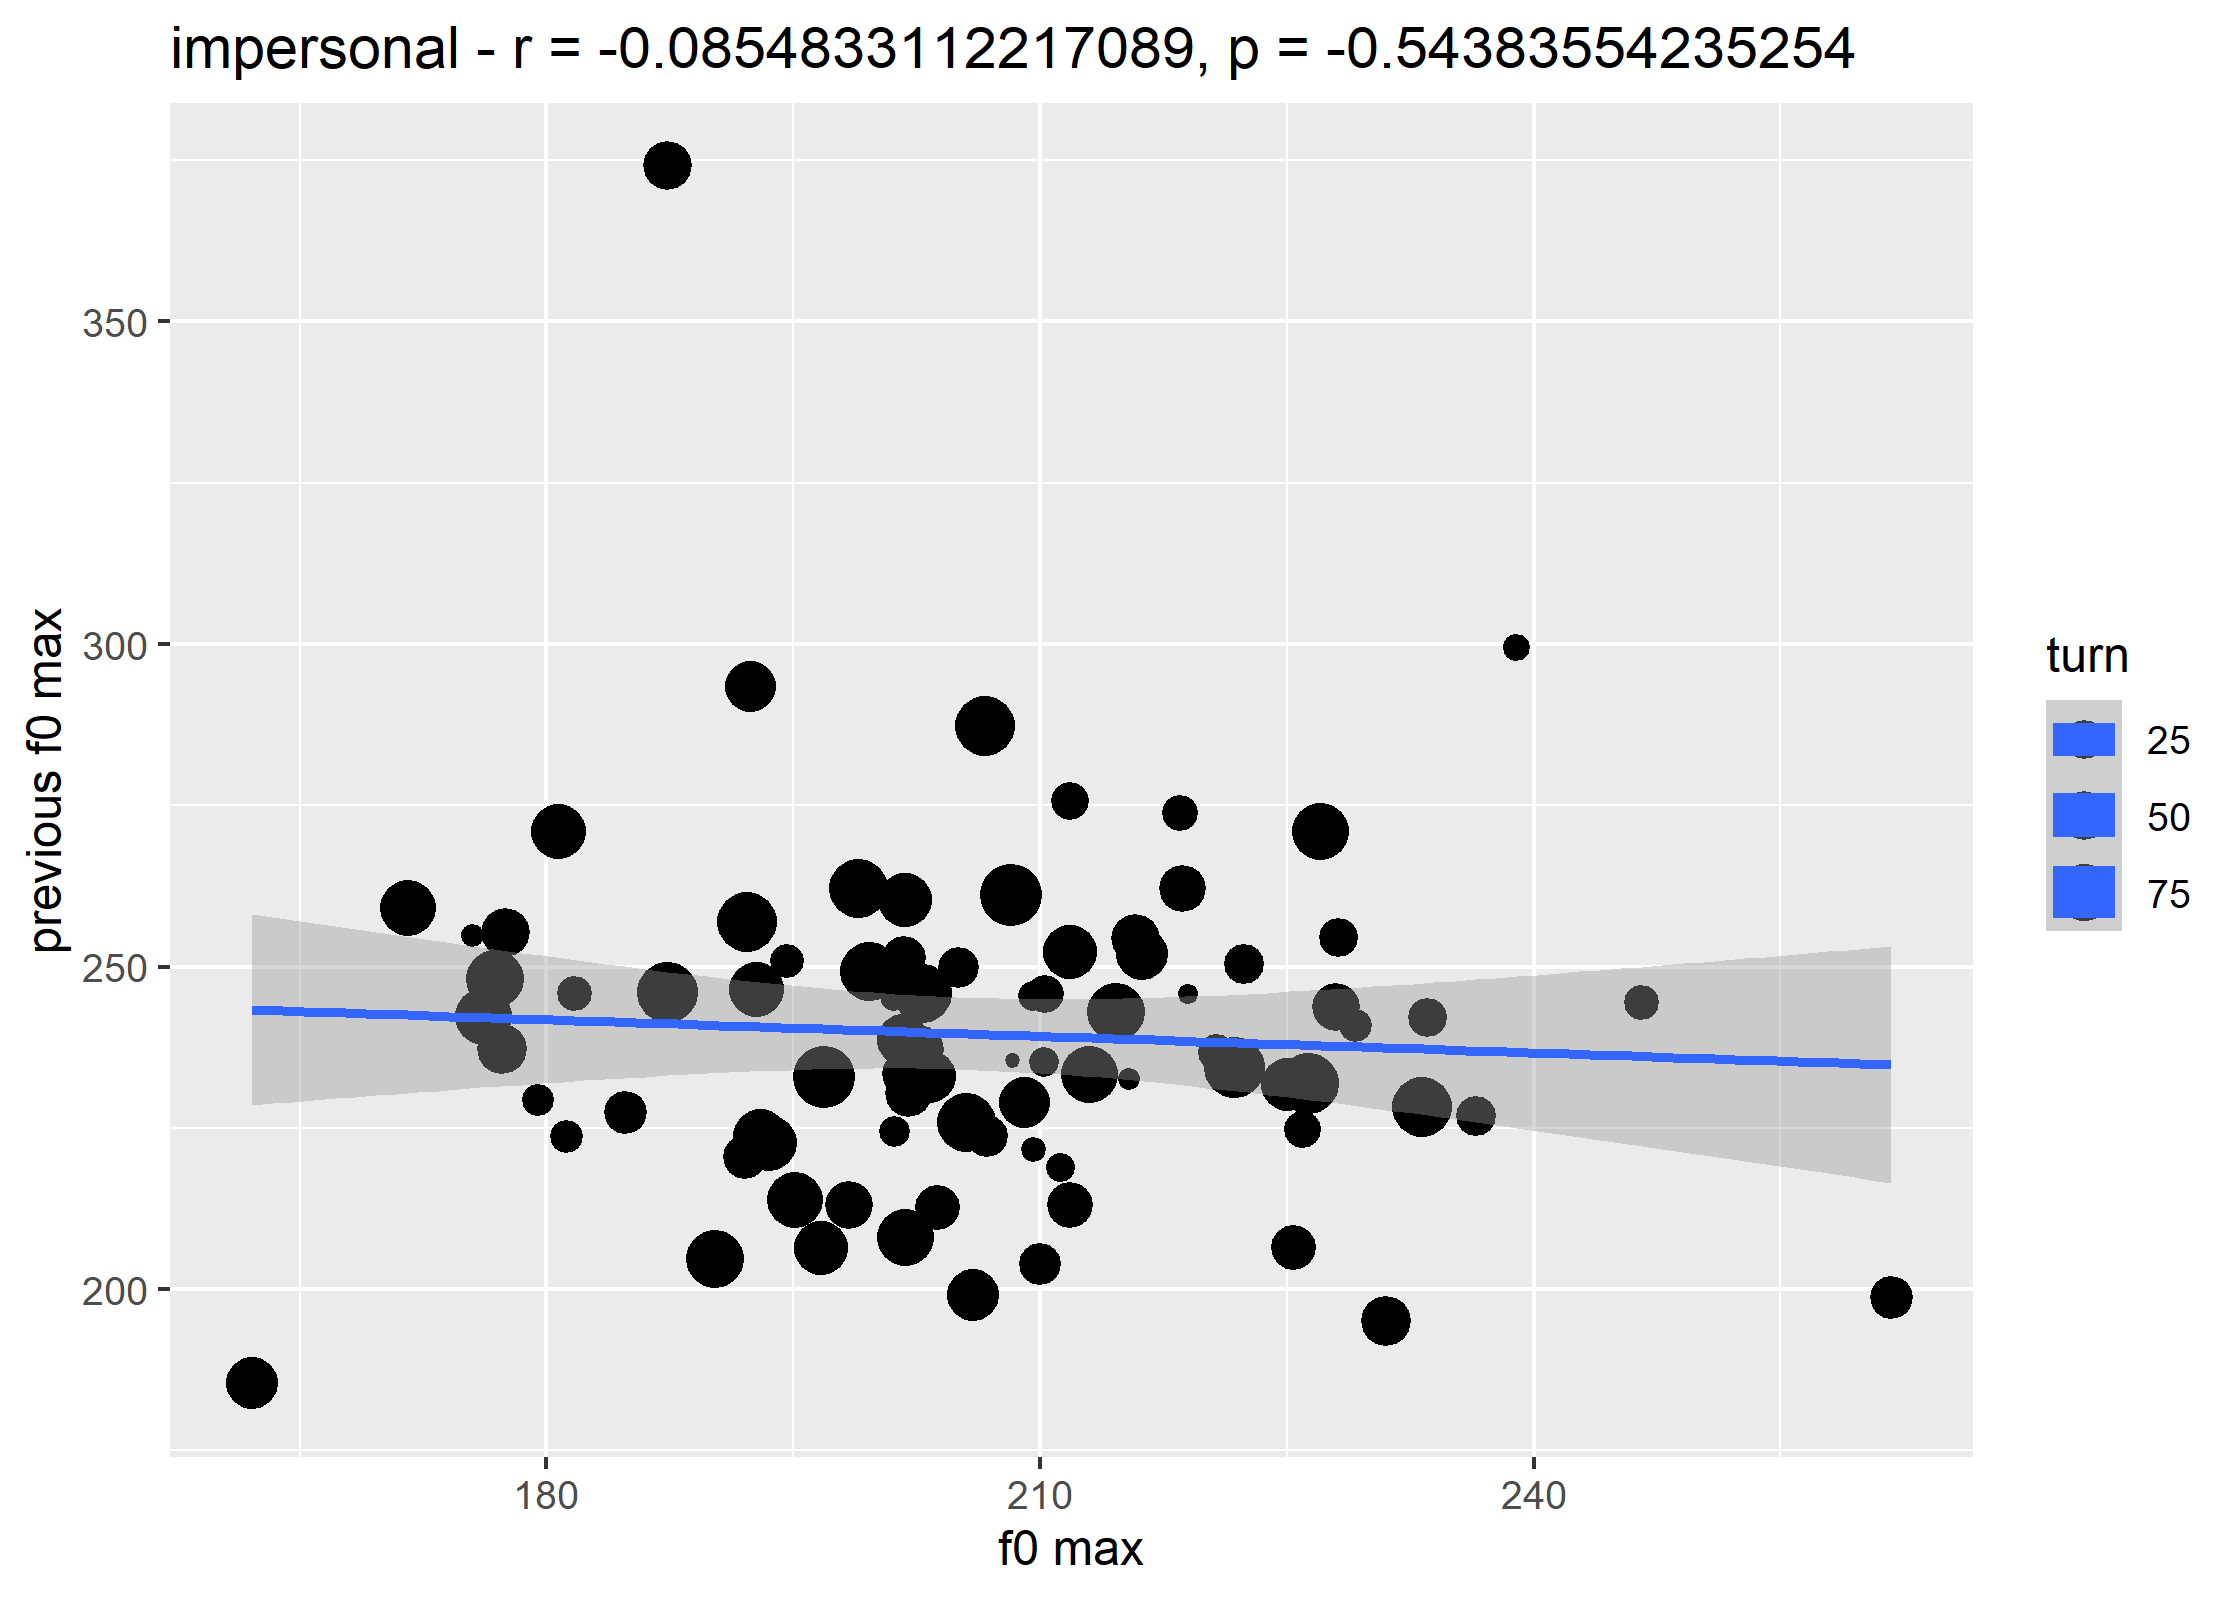 impersonal - r = -0.0854833112217089, p = -0.54383554235254
previous f0 max
350
300
250
200
180
210
240
f0 max
turn
25
50
75